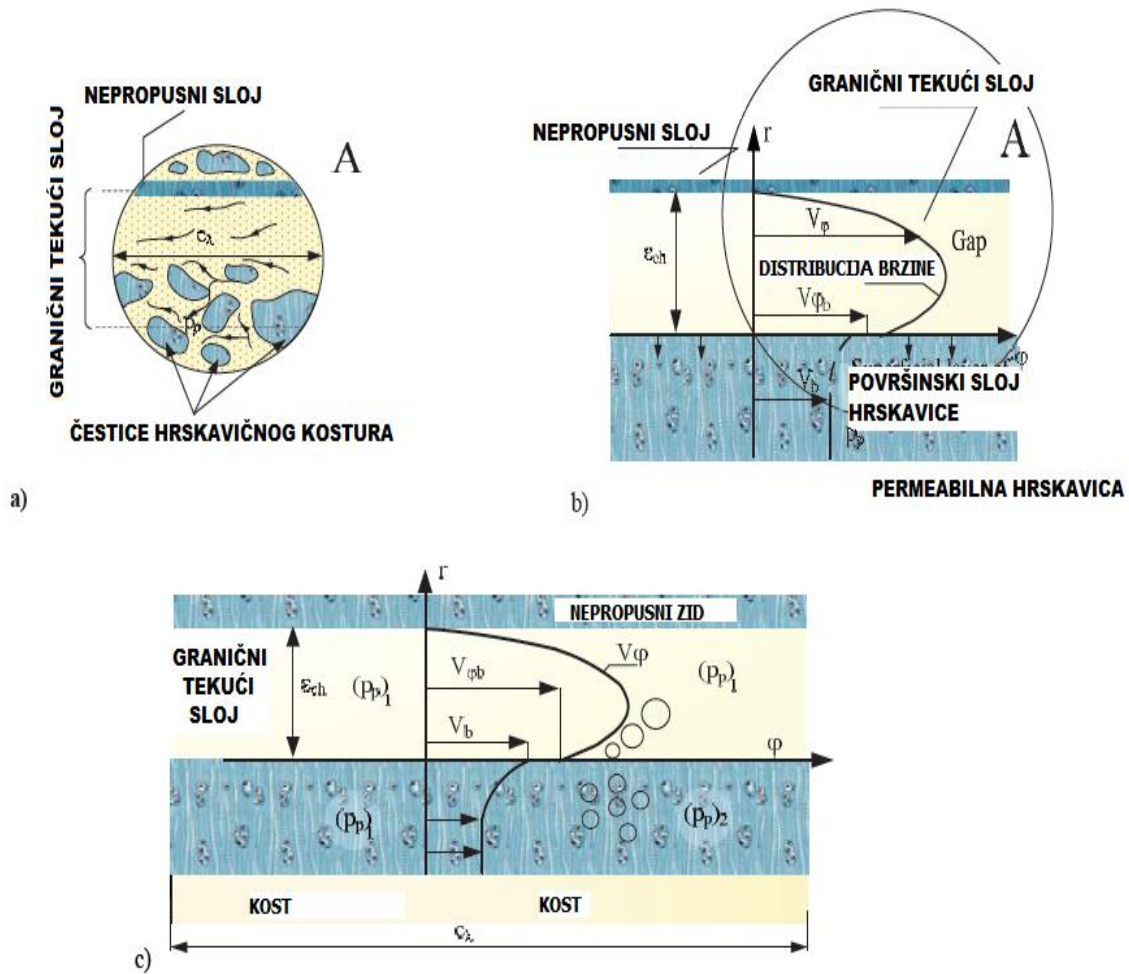 NEPROPUSNI SLOJ
GRANIČNI TEKUĆI SLOJ
A
ČESTICE HRSKAVIČNOG KOSTURA
a)
GRANIČNI TEKUĆI SLOJ
NEPROPUSNI SLOJ
r
A
Vφ
Gap
εch
DISTRIBUCIJA BRZINE
Vφb
Vb
POVRŠINSKI SLOJ
HRSKAVICE
PERMEABILNA HRSKAVICA
b)
r
NEPROPUSNI ZID
GRANIČNI
TEKUĆI
SLOJ
εch
(pp)1
Vφb
Vφ
(pp)1
Vb
φ
(pp)1
(pp)2
KOST
KOST
c)